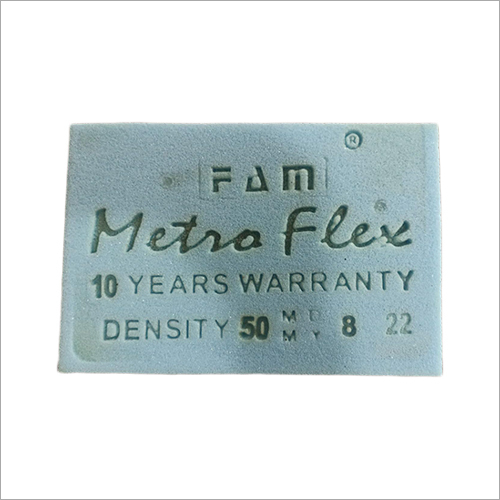 ®
FAM
Metro Flex
10 YEARS WARRANTY
DENSITY 50 M D 8 22
M Y